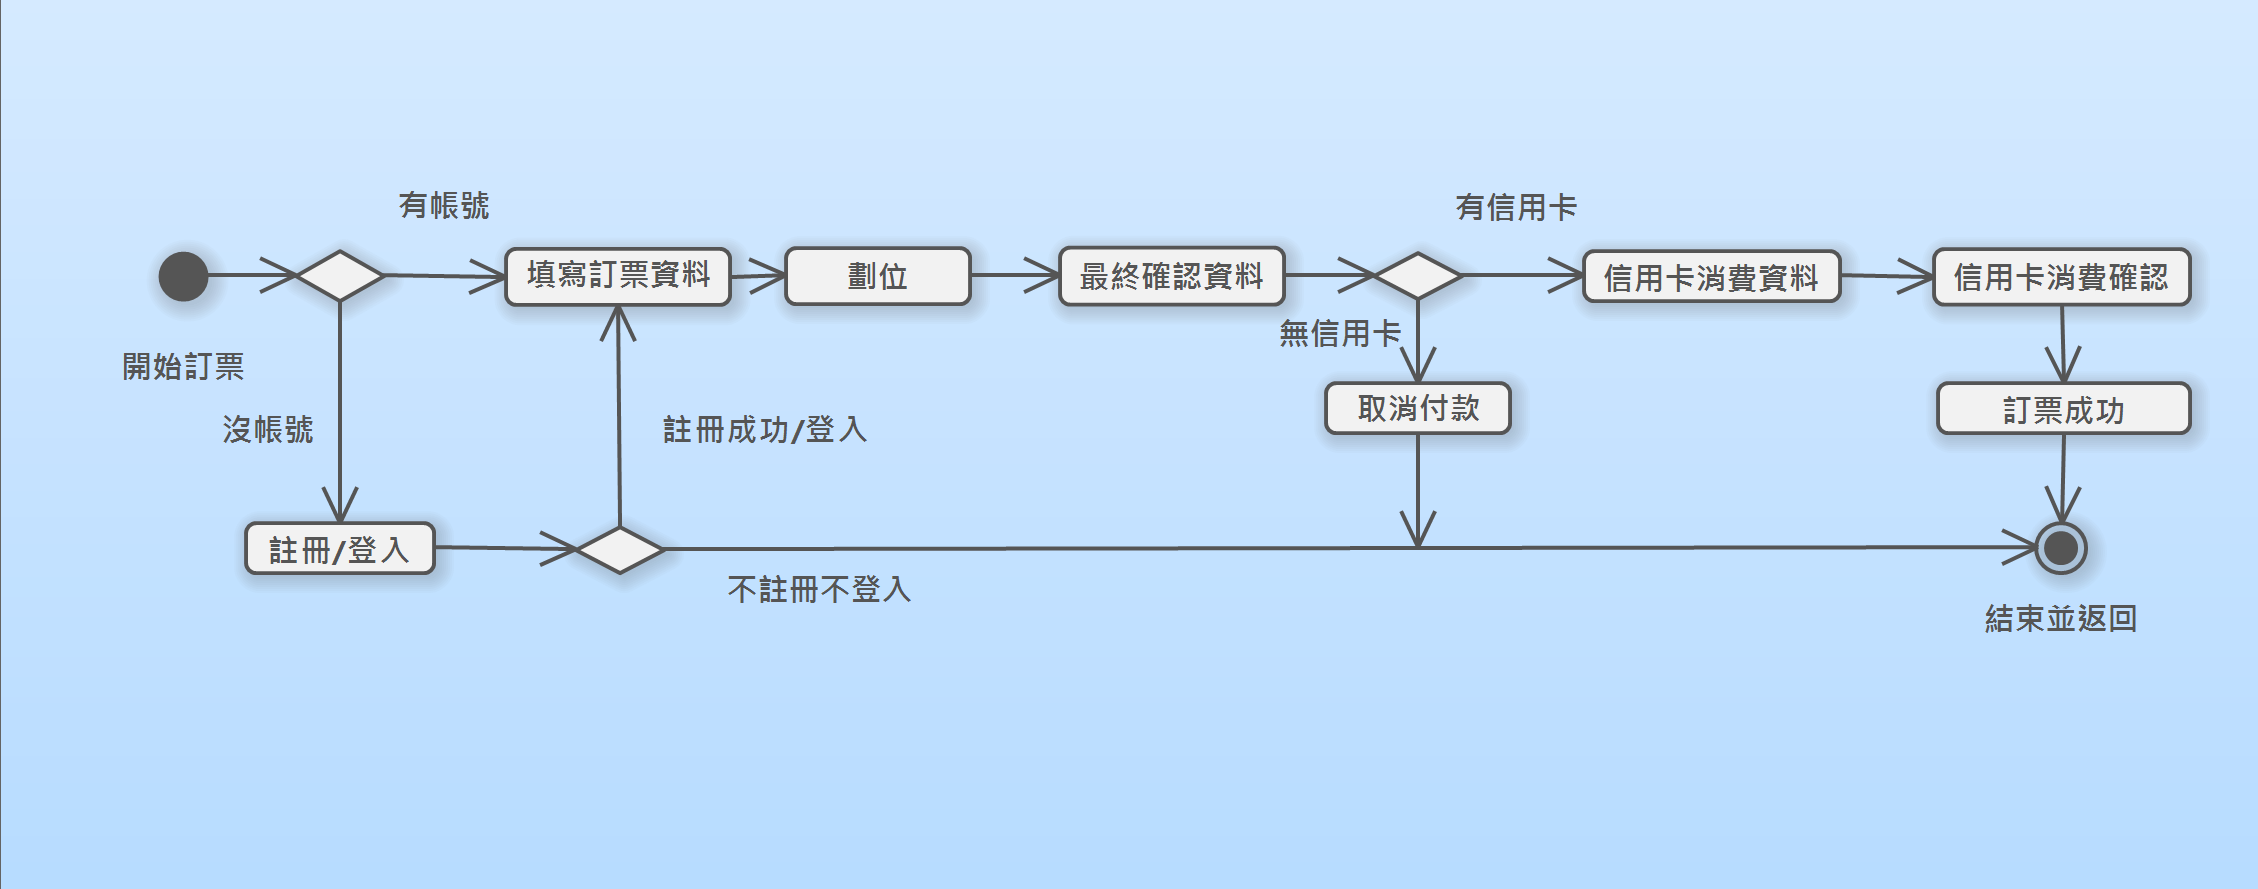 有帳號
有信用卡
填寫訂票資料
劃位
最終確認資料
信用卡消費資料
信用卡消費確認
無信用卡
開始訂票
取消付款
訂票成功
沒帳號
註冊成功/登入
註冊/登入
不註冊不登入
結束並返回